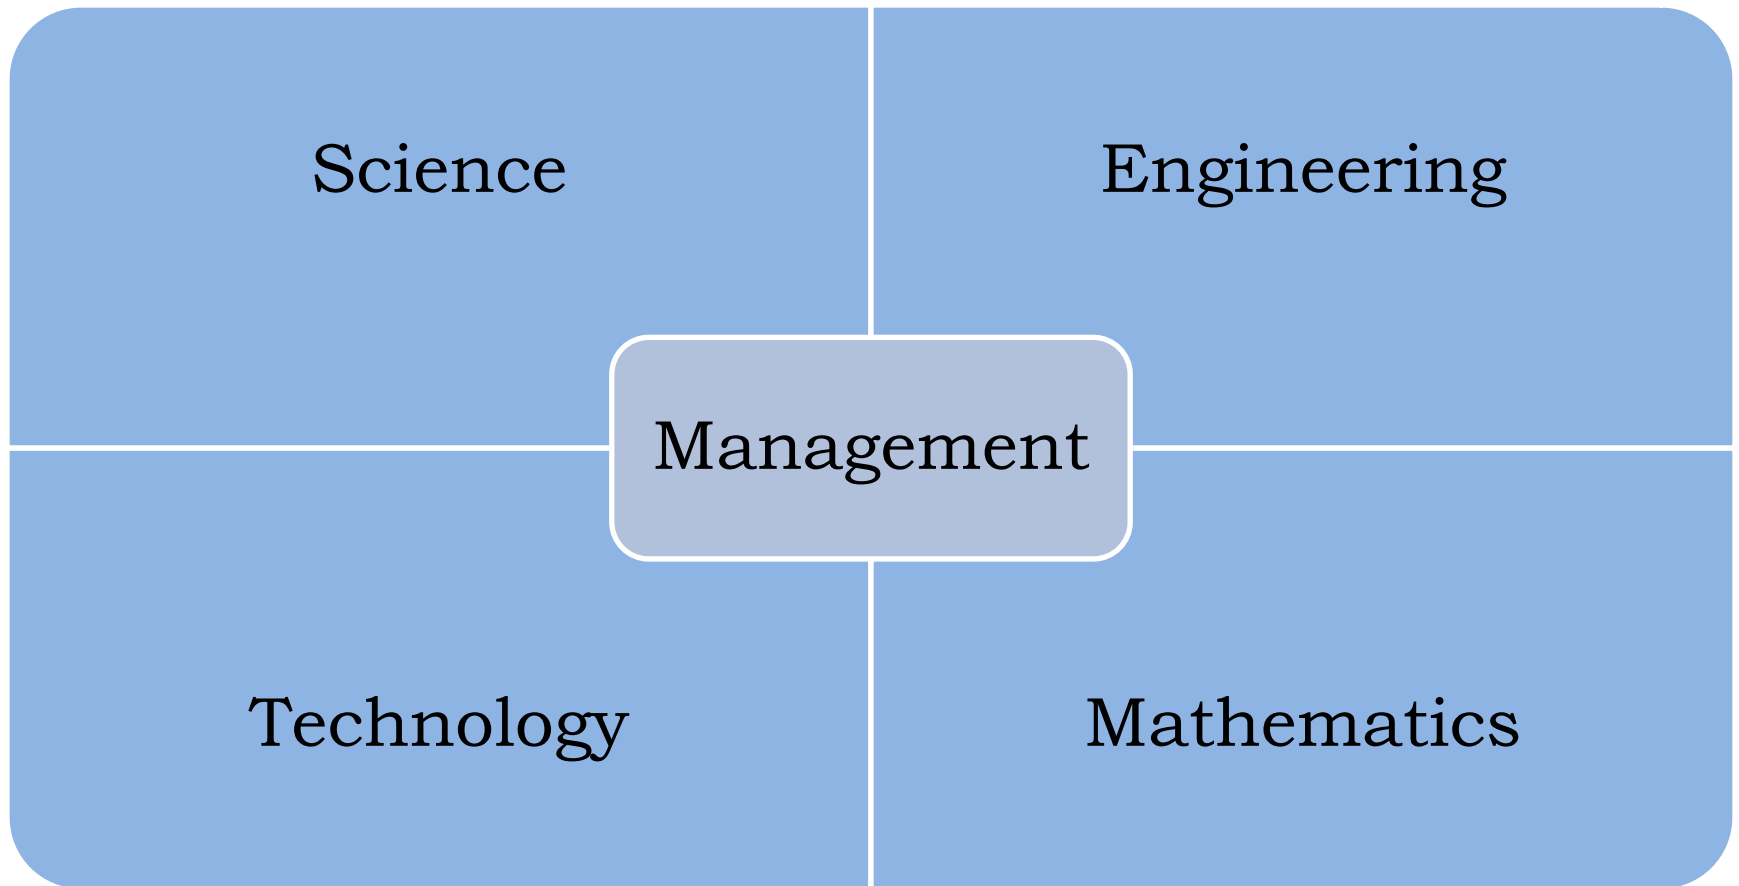 Science
Engineering
Management
Technology
Mathematics